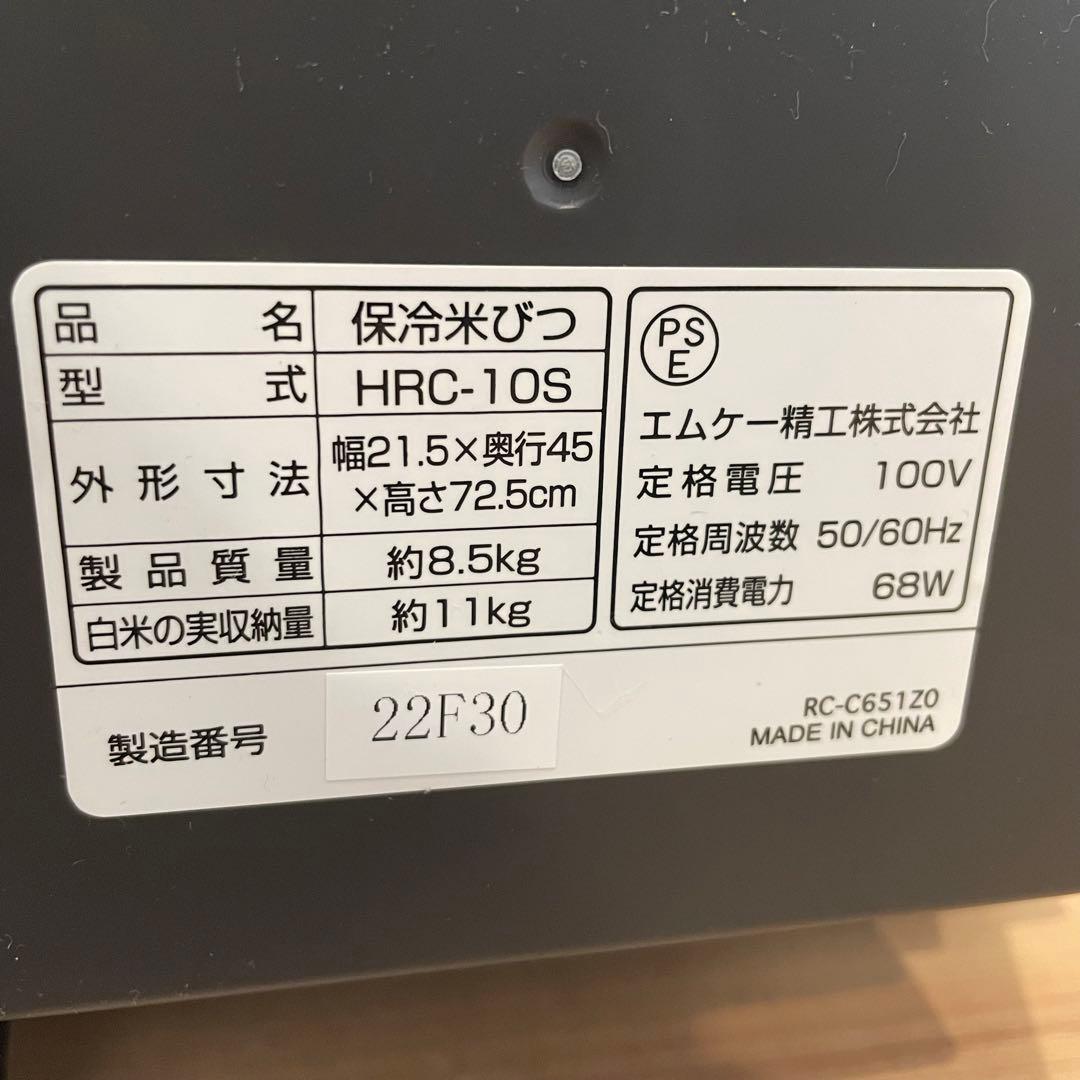 品名 保冷米びつ
型式 HRC-10S
外形寸法 幅21.5×奥行45
×高さ72.5cm
製品質量 約8.5kg
白米の実収納量 約11kg
PS
E
エムケー精工株式会社
定格電圧 100V
定格周波数 50/60Hz
定格消費電力 68W
製造番号 22F30
RC-C651Z0
MADE IN CHINA